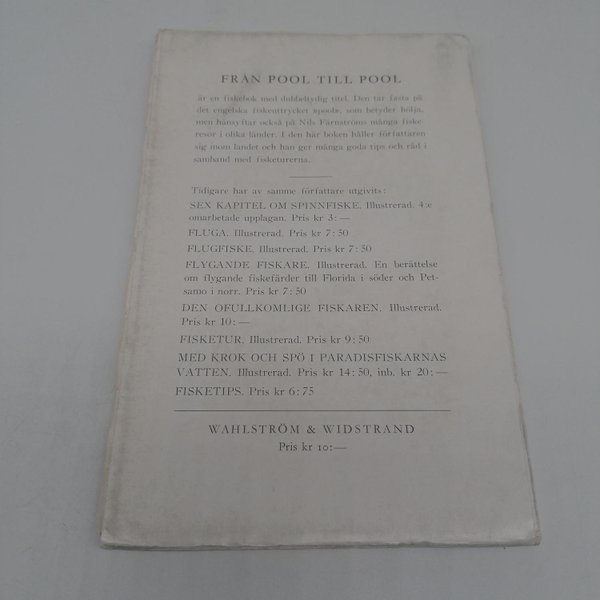 FRÅN POOL TILL POOL
är en fiskebok med dubbeltydig titel. Den tar fasta på
det engelska fiskeuttrycket »pool», som betyder hölja,
men hänsyftar också på Nils Färnströms många fiske-
resor i olika länder. I den här boken håller författaren
sig inom landet och han ger många goda tips och råd i
samband med fisketurerna.
Tidigare har av samme författare utgivits:
SEX KAPITEL OM SPINNFISKE. Illustrerad. 4:e
omarbetade upplagan. Pris kr 3:—
FLUGA. Illustrerad. Pris kr 7:50
FLUGFISKE. Illustrerad. Pris kr 7:50
FLYGANDE FISKARE. Illustrerad. En berättelse
om flygande fiskefärder till Florida i söder och Pet-
samo i norr. Pris kr 7:50
DEN OFULLKOMLIGE FISKAREN. Illustrerad.
Pris kr 10:—
FISKETUR. Illustrerad. Pris kr 9:50
MED KROK OCH SPÖ I PARADISFISKARNAS
VATTEN. Illustrerad. Pris kr 14:50, inb. kr 20:—
FISKETIPS. Pris kr 6:75
WAHLSTRÖM & WIDSTRAND
Pris kr 10:—